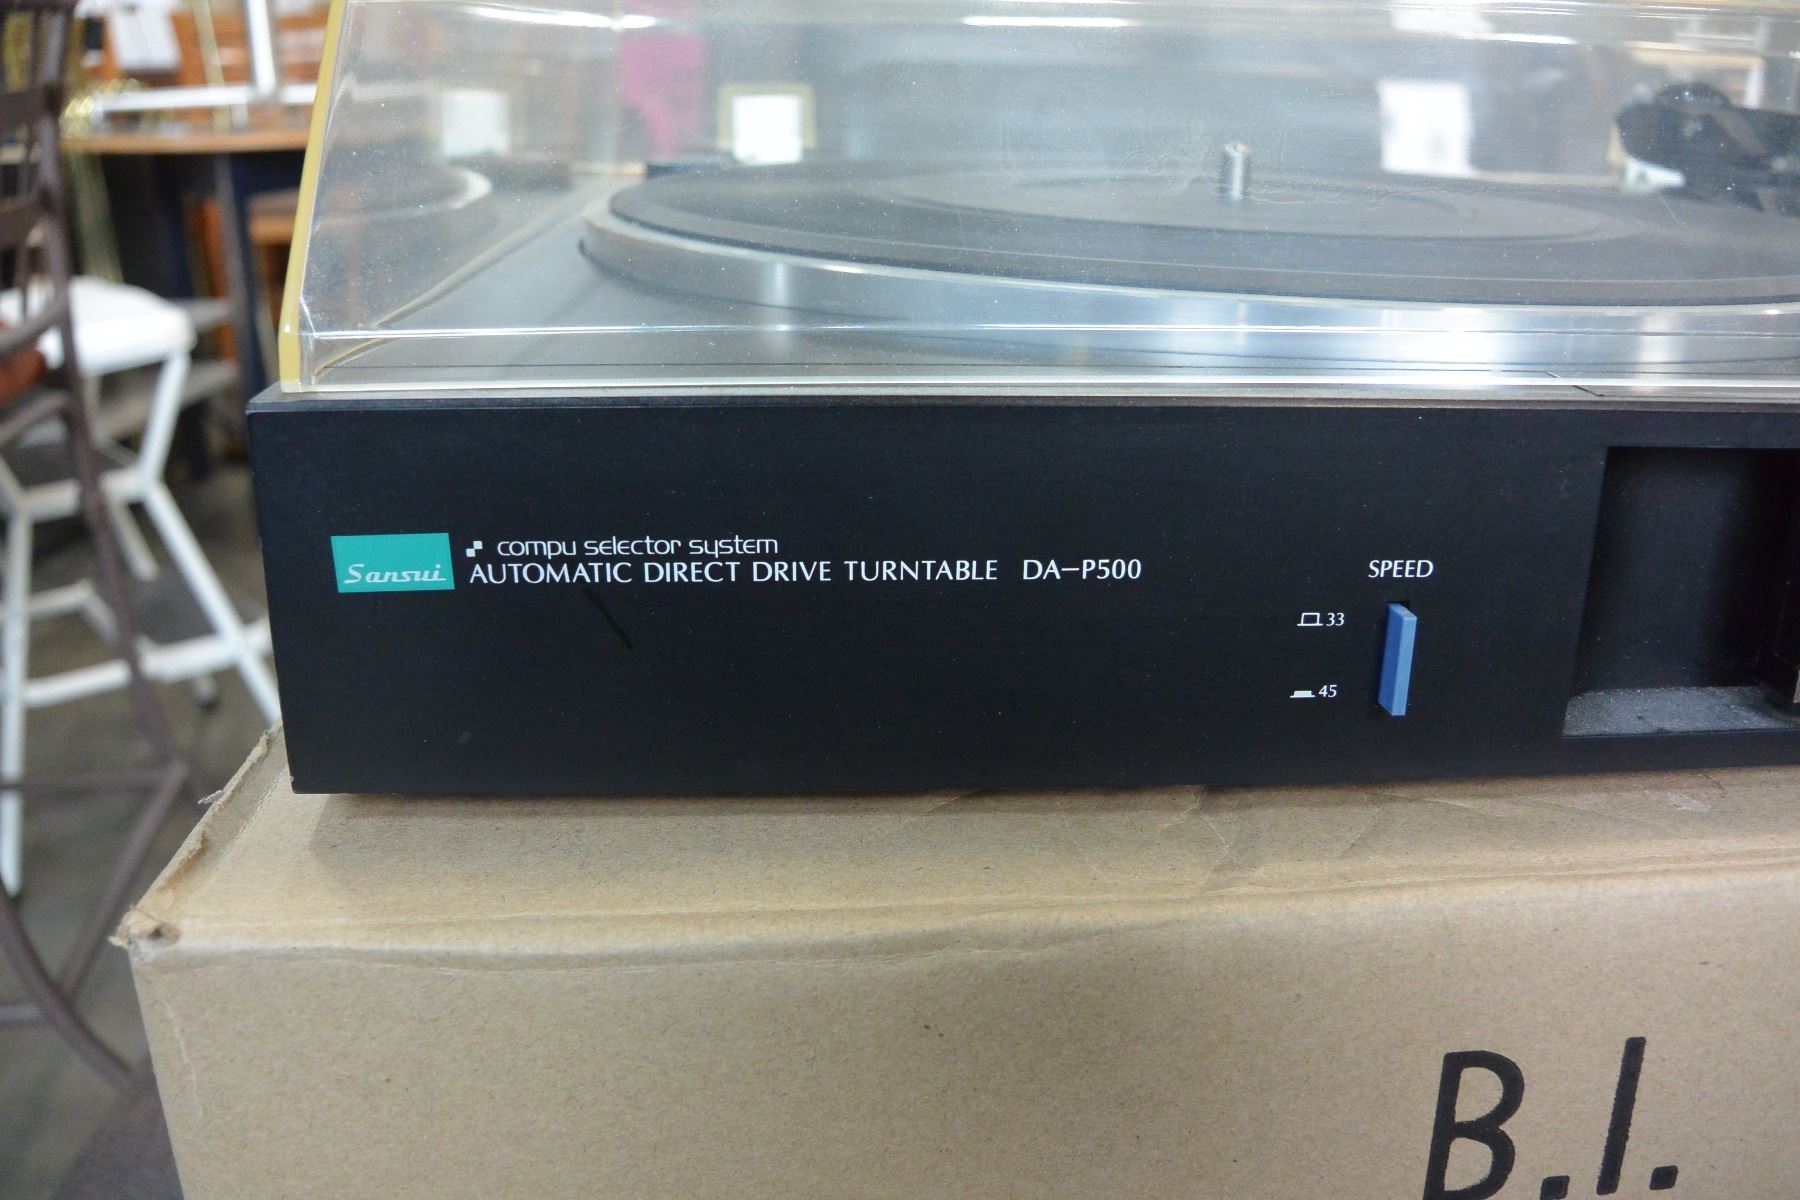 Sansui
compu selector system
AUTOMATIC DIRECT DRIVE TURNTABLE DA-P500
SPEED
33
45
B.I.